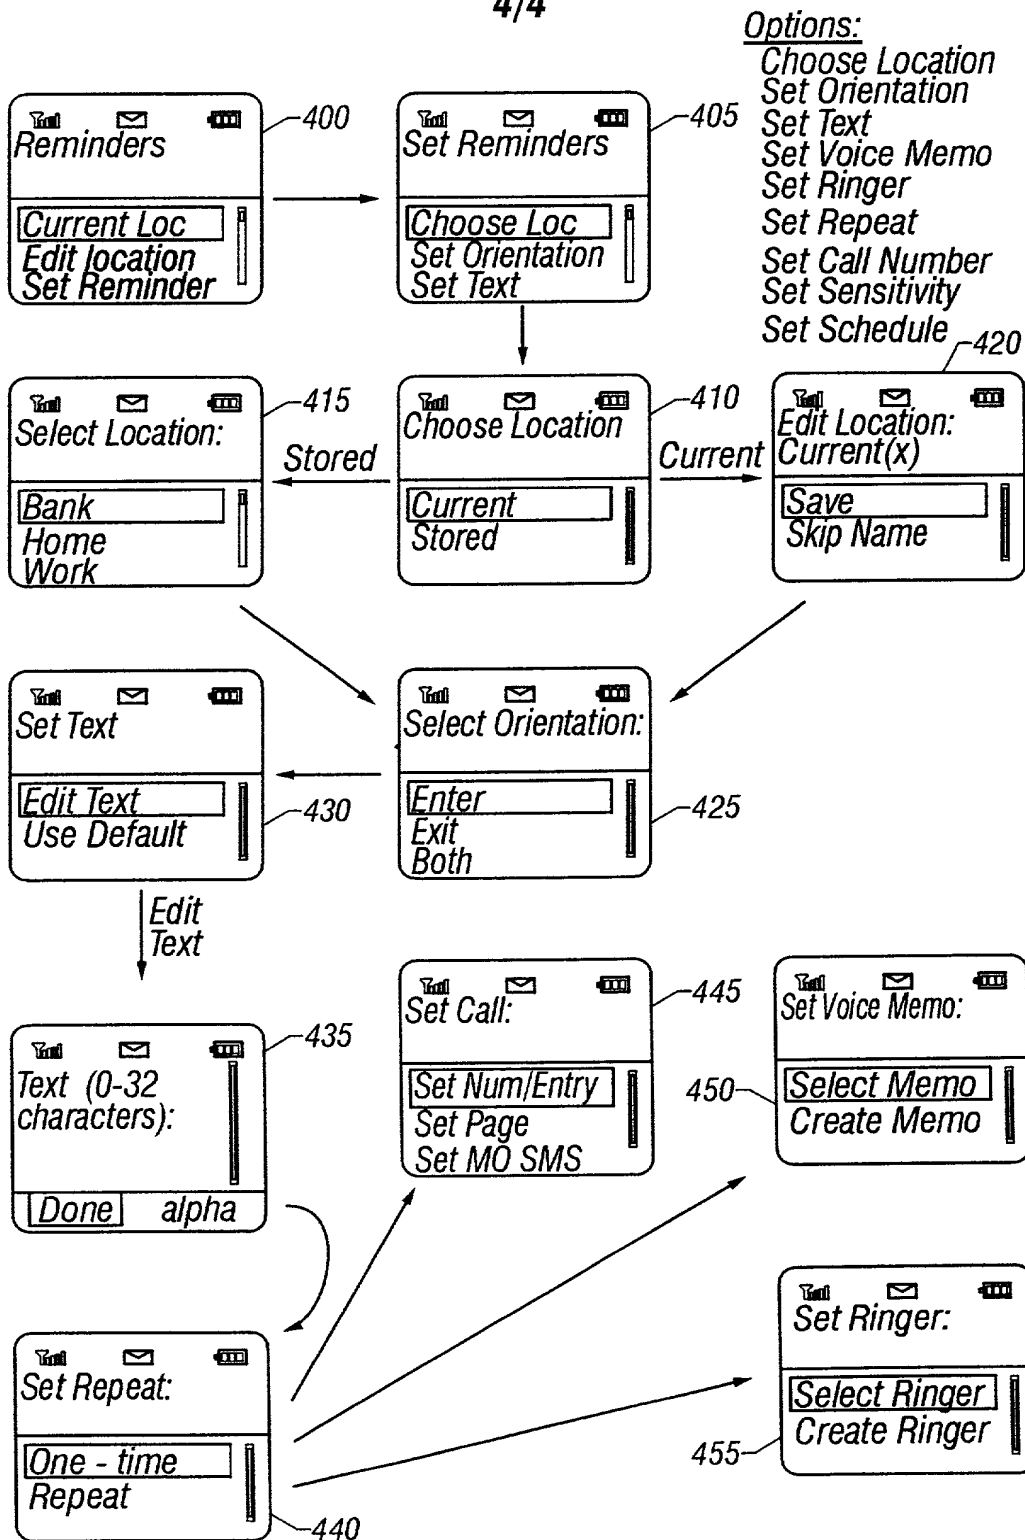 4/4
Options:
Choose Location
Set Orientation
Set Text
Set Voice Memo
Set Ringer
Set Repeat
Set Call Number
Set Sensitivity
Set Schedule
400
Reminders
Current Loc
Edit location
Set Reminder
405
Set Reminders
Choose Loc
Set Orientation
Set Text
415
Select Location:
Bank
Home
Work
Stored
410
Choose Location
Current
Stored
Current
420
Edit Location:
Current(x)
Save
Skip Name
Set Text
Edit Text
Use Default
430
Select Orientation:
Enter
Exit
Both
425
Edit
Text
435
Text (0-32
characters):
Done alpha
445
Set Call:
Set Num/Entry
Set Page
Set MO SMS
Set Voice Memo:
450
Select Memo
Create Memo
Set Repeat:
One - time
Repeat
440
Set Ringer:
Select Ringer
Create Ringer
455